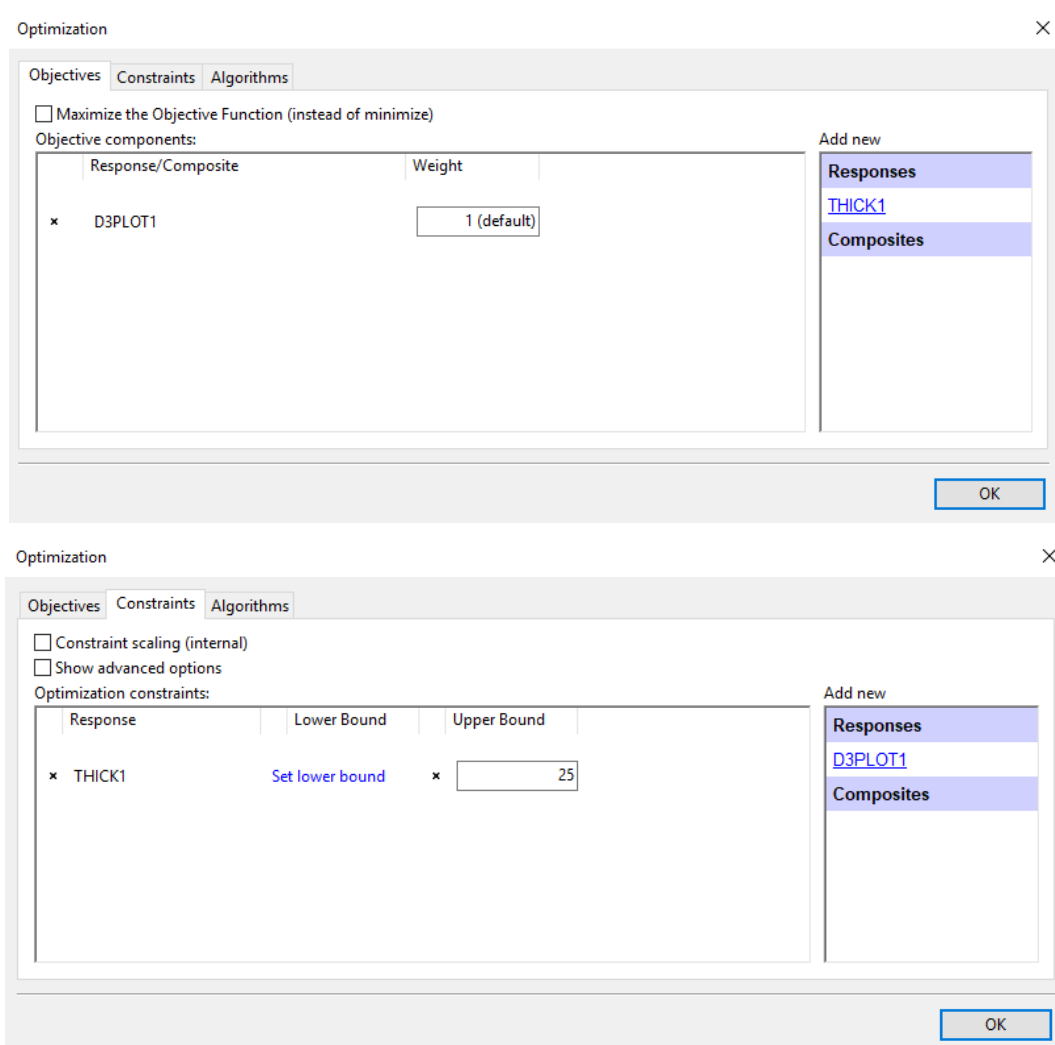 Optimization
Objectives Constraints Algorithms
Maximize the Objective Function (instead of minimize)
Objective components: Add new
Response/Composite Weight Responses
D3PLOT1 1 (default) THICK1
Composites
OK
Optimization
Objectives Constraints Algorithms
Constraint scaling (internal)
Show advanced options
Optimization constraints: Add new
Response Lower Bound Upper Bound Responses
THICK1 Set lower bound 25 D3PLOT1
Composites
OK